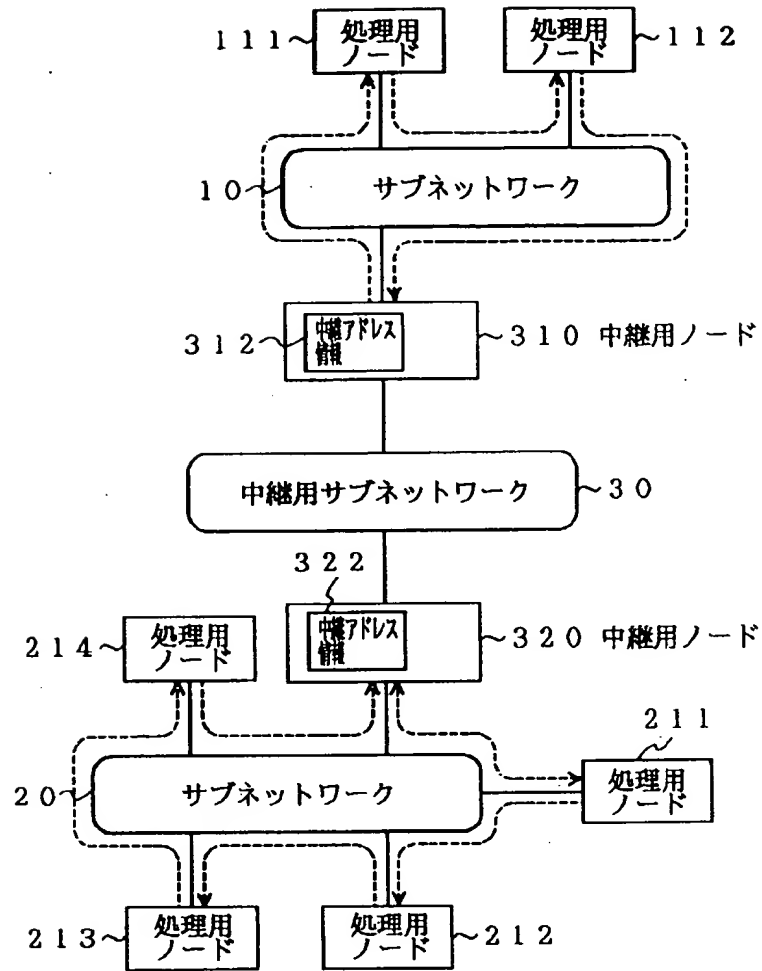 111
処理用
ノード
処理用
ノード
112
10
サブネットワーク
312
中継アドレス
情報
310 中継用ノード
中継用サブネットワーク
30
322
中継アドレス
情報
320 中継用ノード
214
処理用
ノード
211
処理用
ノード
20
サブネットワーク
213
処理用
ノード
処理用
ノード
212